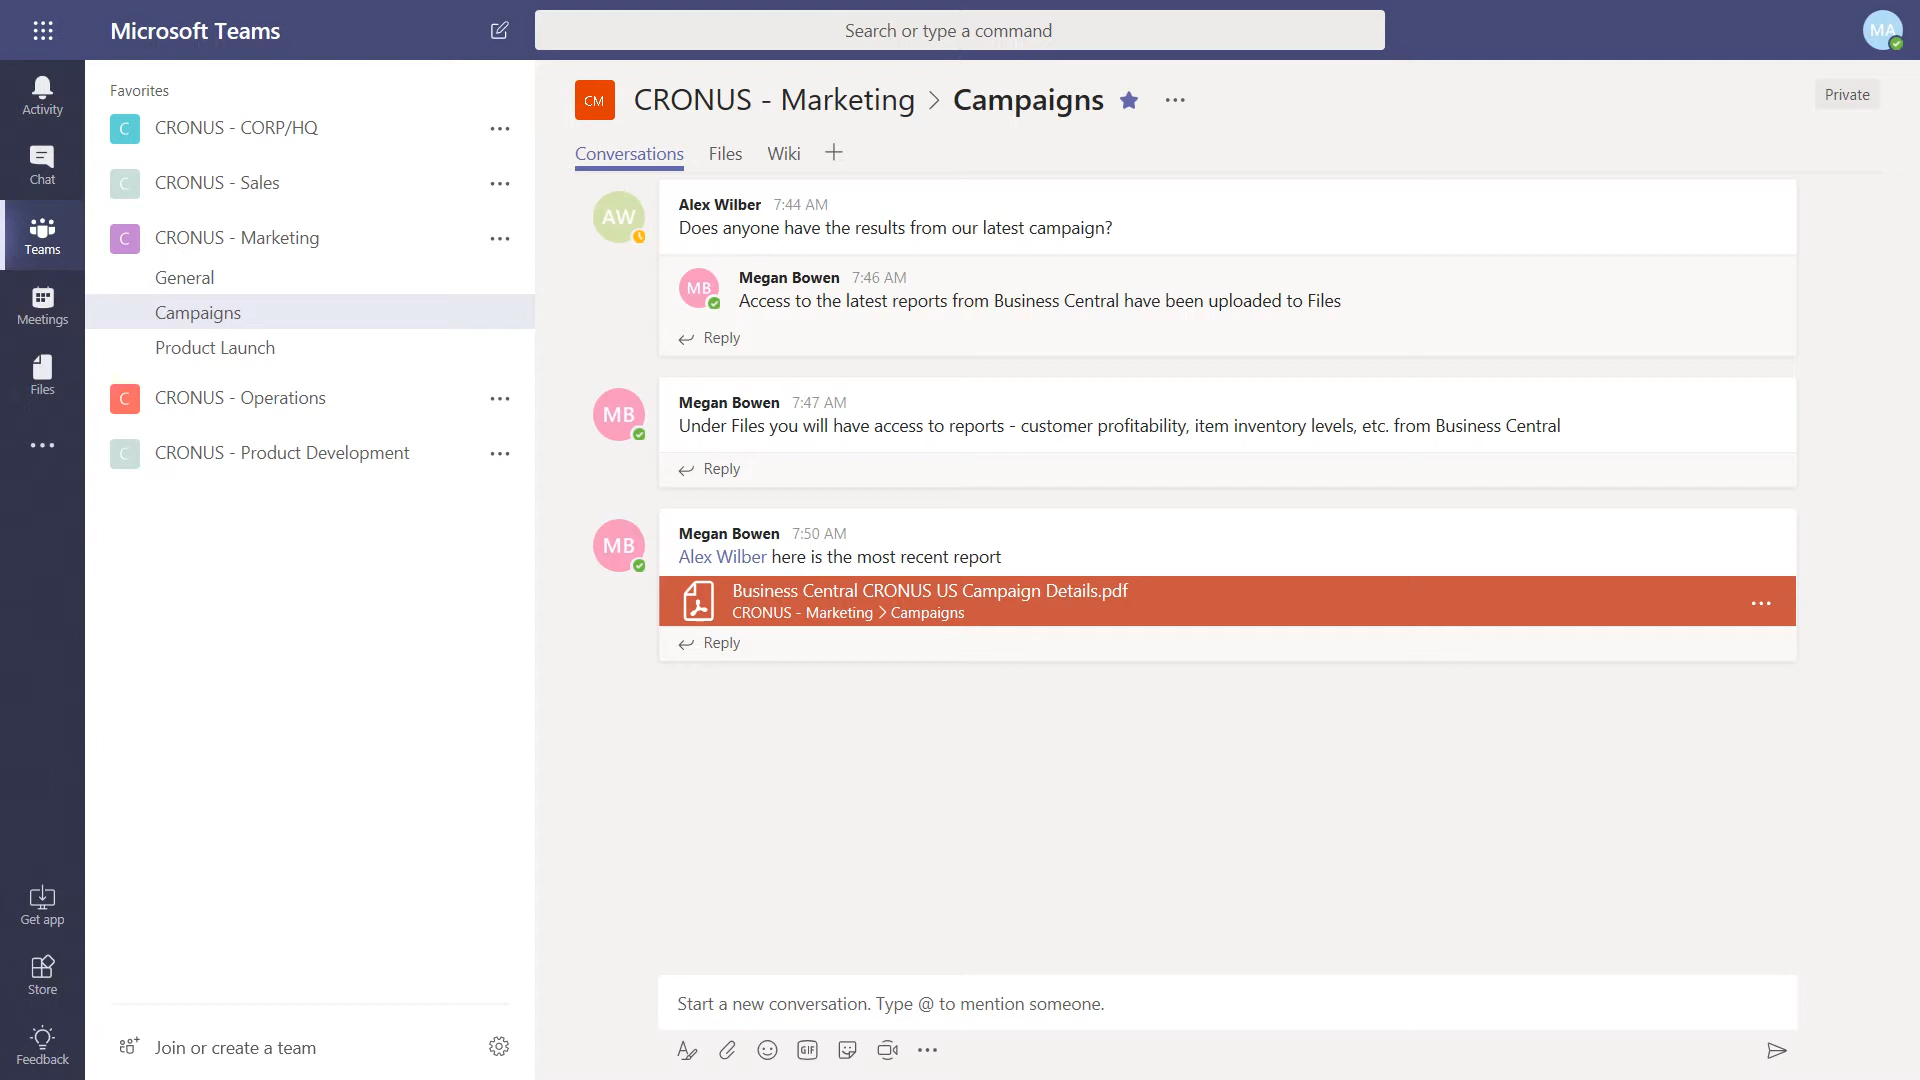 Microsoft Teams
Search or type a command
MA
Activity
Chat
Teams
Meetings
Files
Get app
Store
Feedback
Favorites
C CRONUS - CORP/HQ
C CRONUS - Sales
C CRONUS - Marketing
General
Campaigns
Product Launch
C CRONUS - Operations
C CRONUS - Product Development
Join or create a team
CM CRONUS - Marketing > Campaigns
Private
Conversations Files Wiki
AW
Alex Wilber 7:44 AM
Does anyone have the results from our latest campaign?
MB
Megan Bowen 7:46 AM
Access to the latest reports from Business Central have been uploaded to Files
Reply
MB
Megan Bowen 7:47 AM
Under Files you will have access to reports - customer profitability, item inventory levels, etc. from Business Central
Reply
MB
Megan Bowen 7:50 AM
Alex Wilber here is the most recent report
Business Central CRONUS US Campaign Details.pdf
CRONUS - Marketing > Campaigns
Reply
Start a new conversation. Type @ to mention someone.
GIF